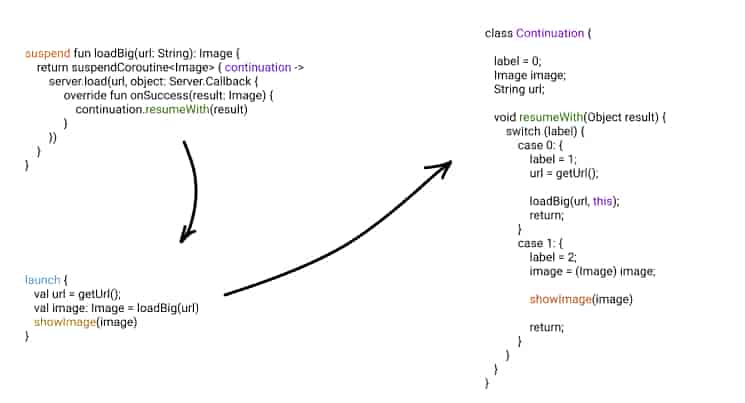 suspend fun loadBig(url: String): Image {
return suspendCoroutine<Image> { continuation ->
server.load(url, object: Server.Callback {
override fun onSuccess(result: Image) {
continuation.resumeWith(result)
}
})
}
}
launch {
val url = getUrl();
val image: Image = loadBig(url)
showImage(image)
}
class Continuation {
label = 0;
Image image;
String url;
void resumeWith(Object result) {
switch (label) {
case 0: {
label = 1;
url = getUrl();
loadBig(url, this);
return;
}
case 1: {
label = 2;
image = (Image) image;
showImage(image)
return;
}
}
}
}